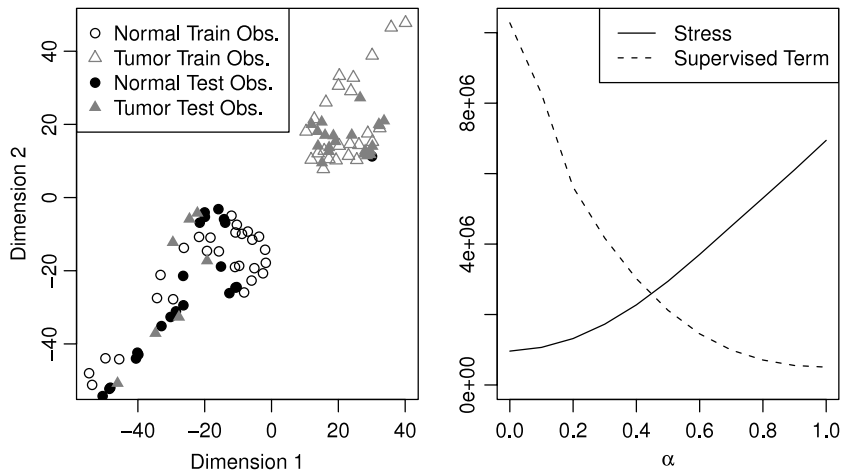 Normal Train Obs.
Tumor Train Obs.
Normal Test Obs.
Tumor Test Obs.
Dimension 2
40
20
0
−20
−40
−40
−20
0
20
40
Dimension 1
Stress
Supervised Term
8e+06
4e+06
0e+00
0.0
0.2
0.4
0.6
0.8
1.0
α